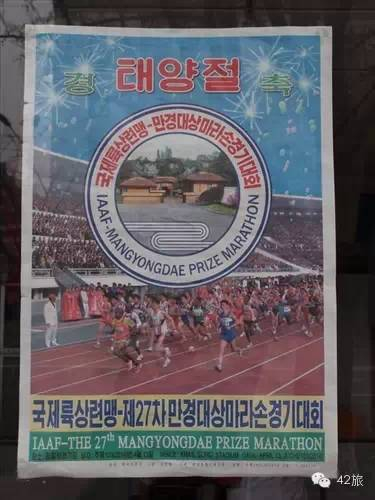 경 태양절 축
국제륙상련맹-만경대상마라손경기대회
IAAF-MANGYONGDAE PRIZE MARATHON
국제륙상련맹-제27차만경대상마라손경기대회
IAAF-THE 27th MANGYONGDAE PRIZE MARATHON
42旅